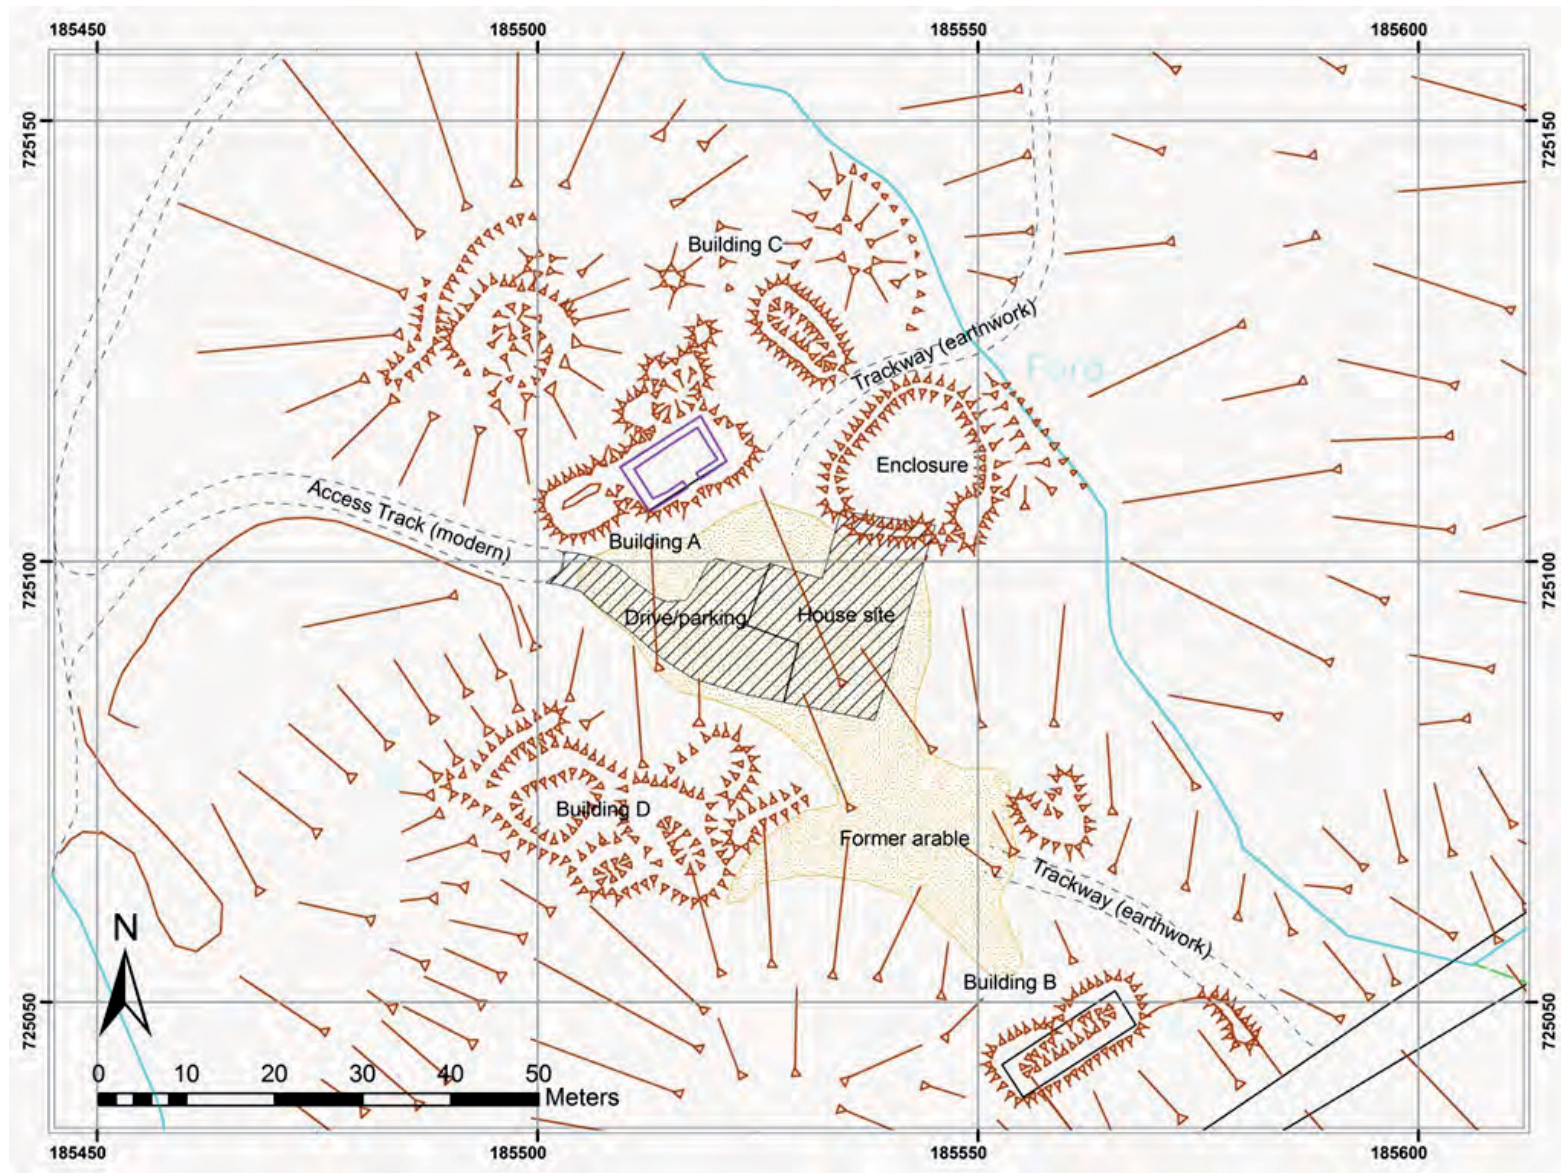 185450
185500
185550
185600
725150
725150
Building C
Trackway (earthwork)
Ford
Enclosure
Access Track (modern)
Building A
725100
725100
Drive/parking
House site
Building D
Former arable
Trackway (earthwork)
N
Building B
725050
725050
0 10 20 30 40 50
Meters
185450
185500
185550
185600